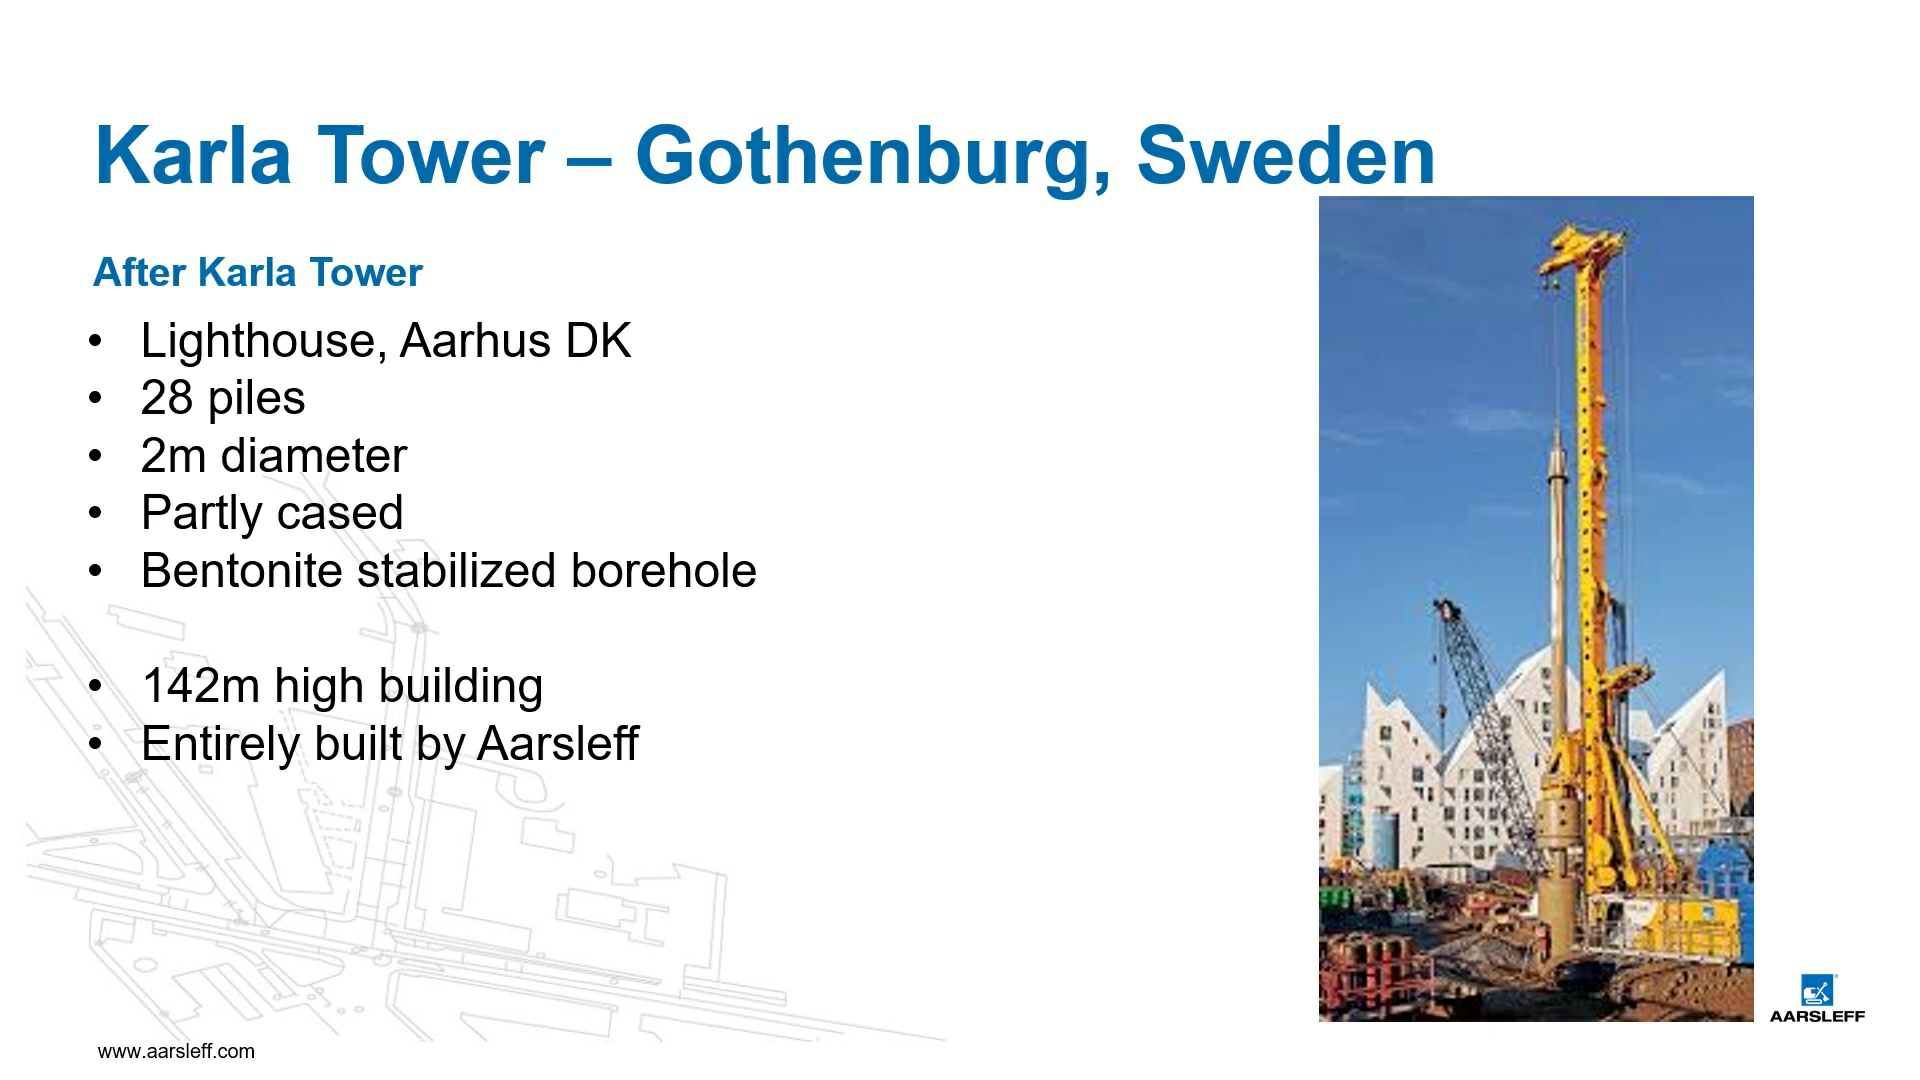 Karla Tower – Gothenburg, Sweden
After Karla Tower
• Lighthouse, Aarhus DK
• 28 piles
• 2m diameter
• Partly cased
• Bentonite stabilized borehole
• 142m high building
• Entirely built by Aarsleff
AARSLEFF
www.aarsleff.com